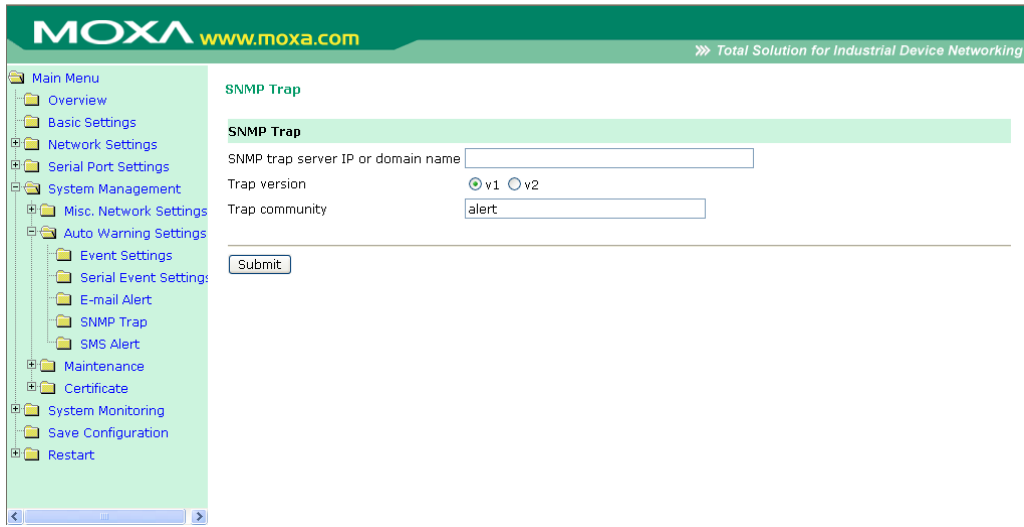 MOXA www.moxa.com
Total Solution for Industrial Device Networking
Main Menu
Overview
Basic Settings
Network Settings
Serial Port Settings
System Management
Misc. Network Settings
Auto Warning Settings
Event Settings
Serial Event Settings
E-mail Alert
SNMP Trap
SMS Alert
Maintenance
Certificate
System Monitoring
Save Configuration
Restart
SNMP Trap
SNMP Trap
SNMP trap server IP or domain name
Trap version v1 v2
Trap community alert
Submit